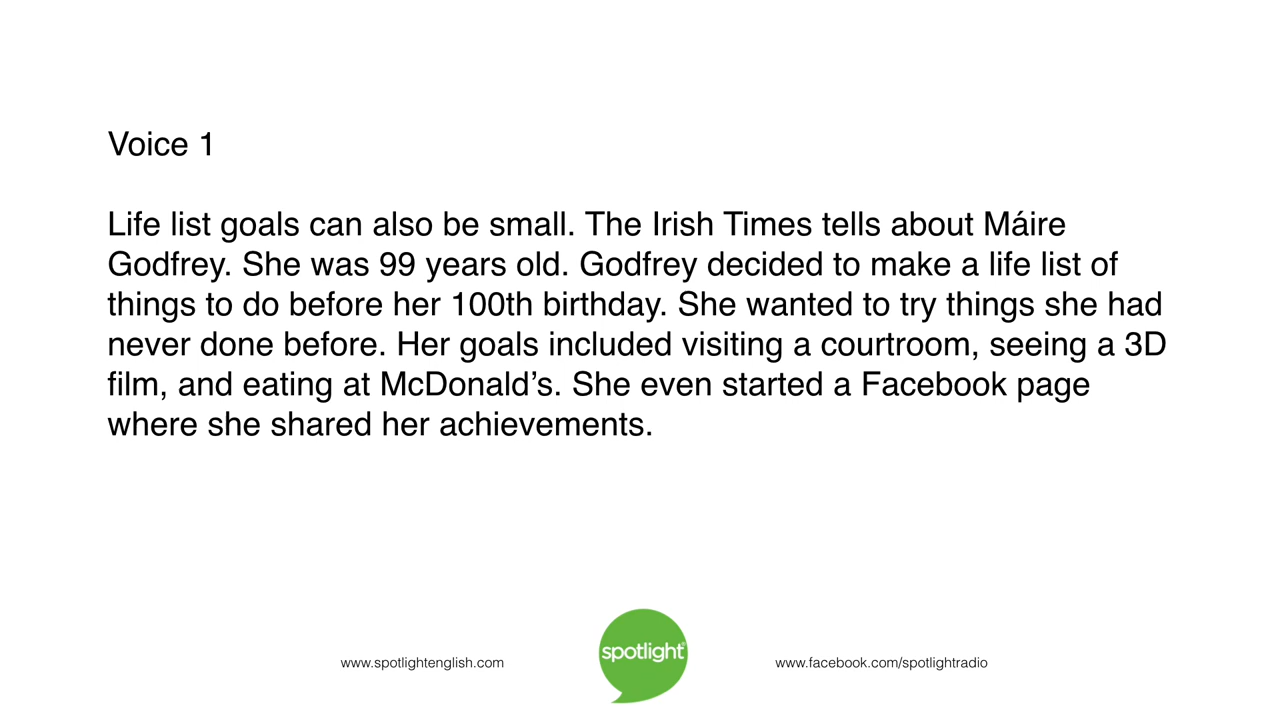 Voice 1
Life list goals can also be small. The Irish Times tells about Máire
Godfrey. She was 99 years old. Godfrey decided to make a life list of
things to do before her 100th birthday. She wanted to try things she had
never done before. Her goals included visiting a courtroom, seeing a 3D
film, and eating at McDonald’s. She even started a Facebook page
where she shared her achievements.
www.spotlightenglish.com
spotlight®
www.facebook.com/spotlightradio